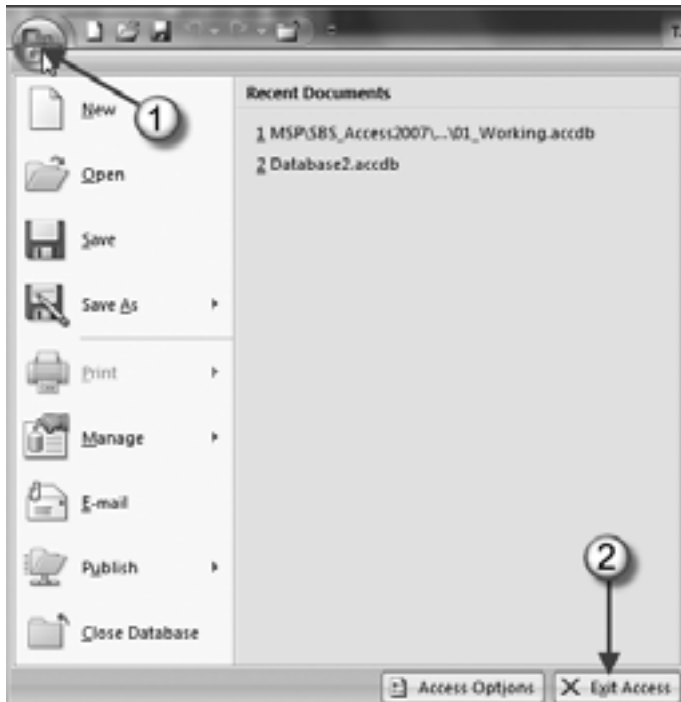 T.
1
New
Open
Save
Save As
Print
Manage
E-mail
Publish
Close Database
Recent Documents
1 MSP\SBS_Access2007\...\01_Working.accdb
2 Database2.accdb
2
Access Options
Exit Access